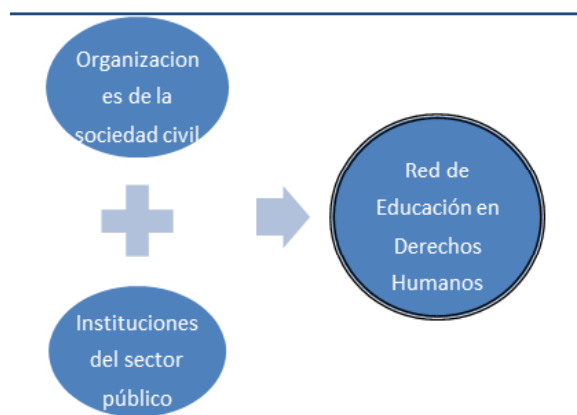 Organizacion
es de la
sociedad civil
Red de
Educación en
Derechos
Humanos
Instituciones
del sector
público